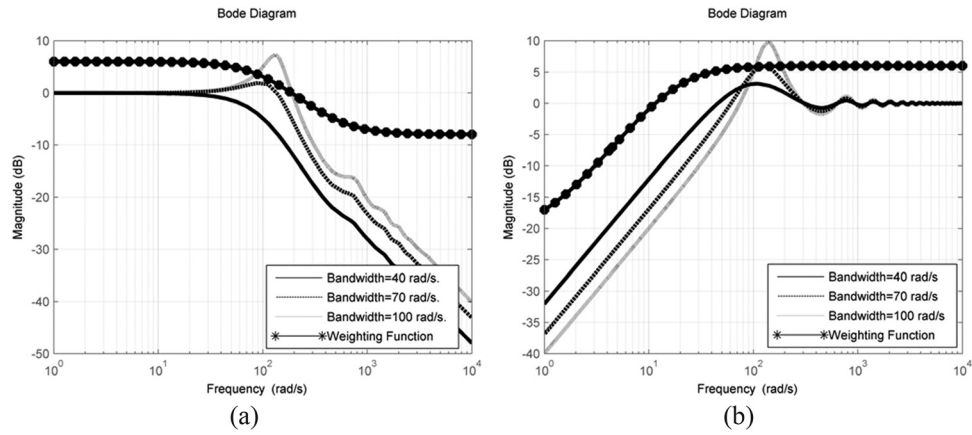 Bode Diagram
Magnitude (dB)
10
0
-10
-20
-30
-40
-50
10^0
10^1
10^2
10^3
10^4
Frequency (rad/s)
Bandwidth=40 rad/s.
Bandwidth=70 rad/s.
Bandwidth=100 rad/s.
Weighting Function
(a)
Bode Diagram
Magnitude (dB)
10
5
0
-5
-10
-15
-20
-25
-30
-35
-40
10^0
10^1
10^2
10^3
10^4
Frequency (rad/s)
Bandwidth=40 rad/s
Bandwidth=70 rad/s
Bandwidth=100 rad/s
Weighting Function
(b)